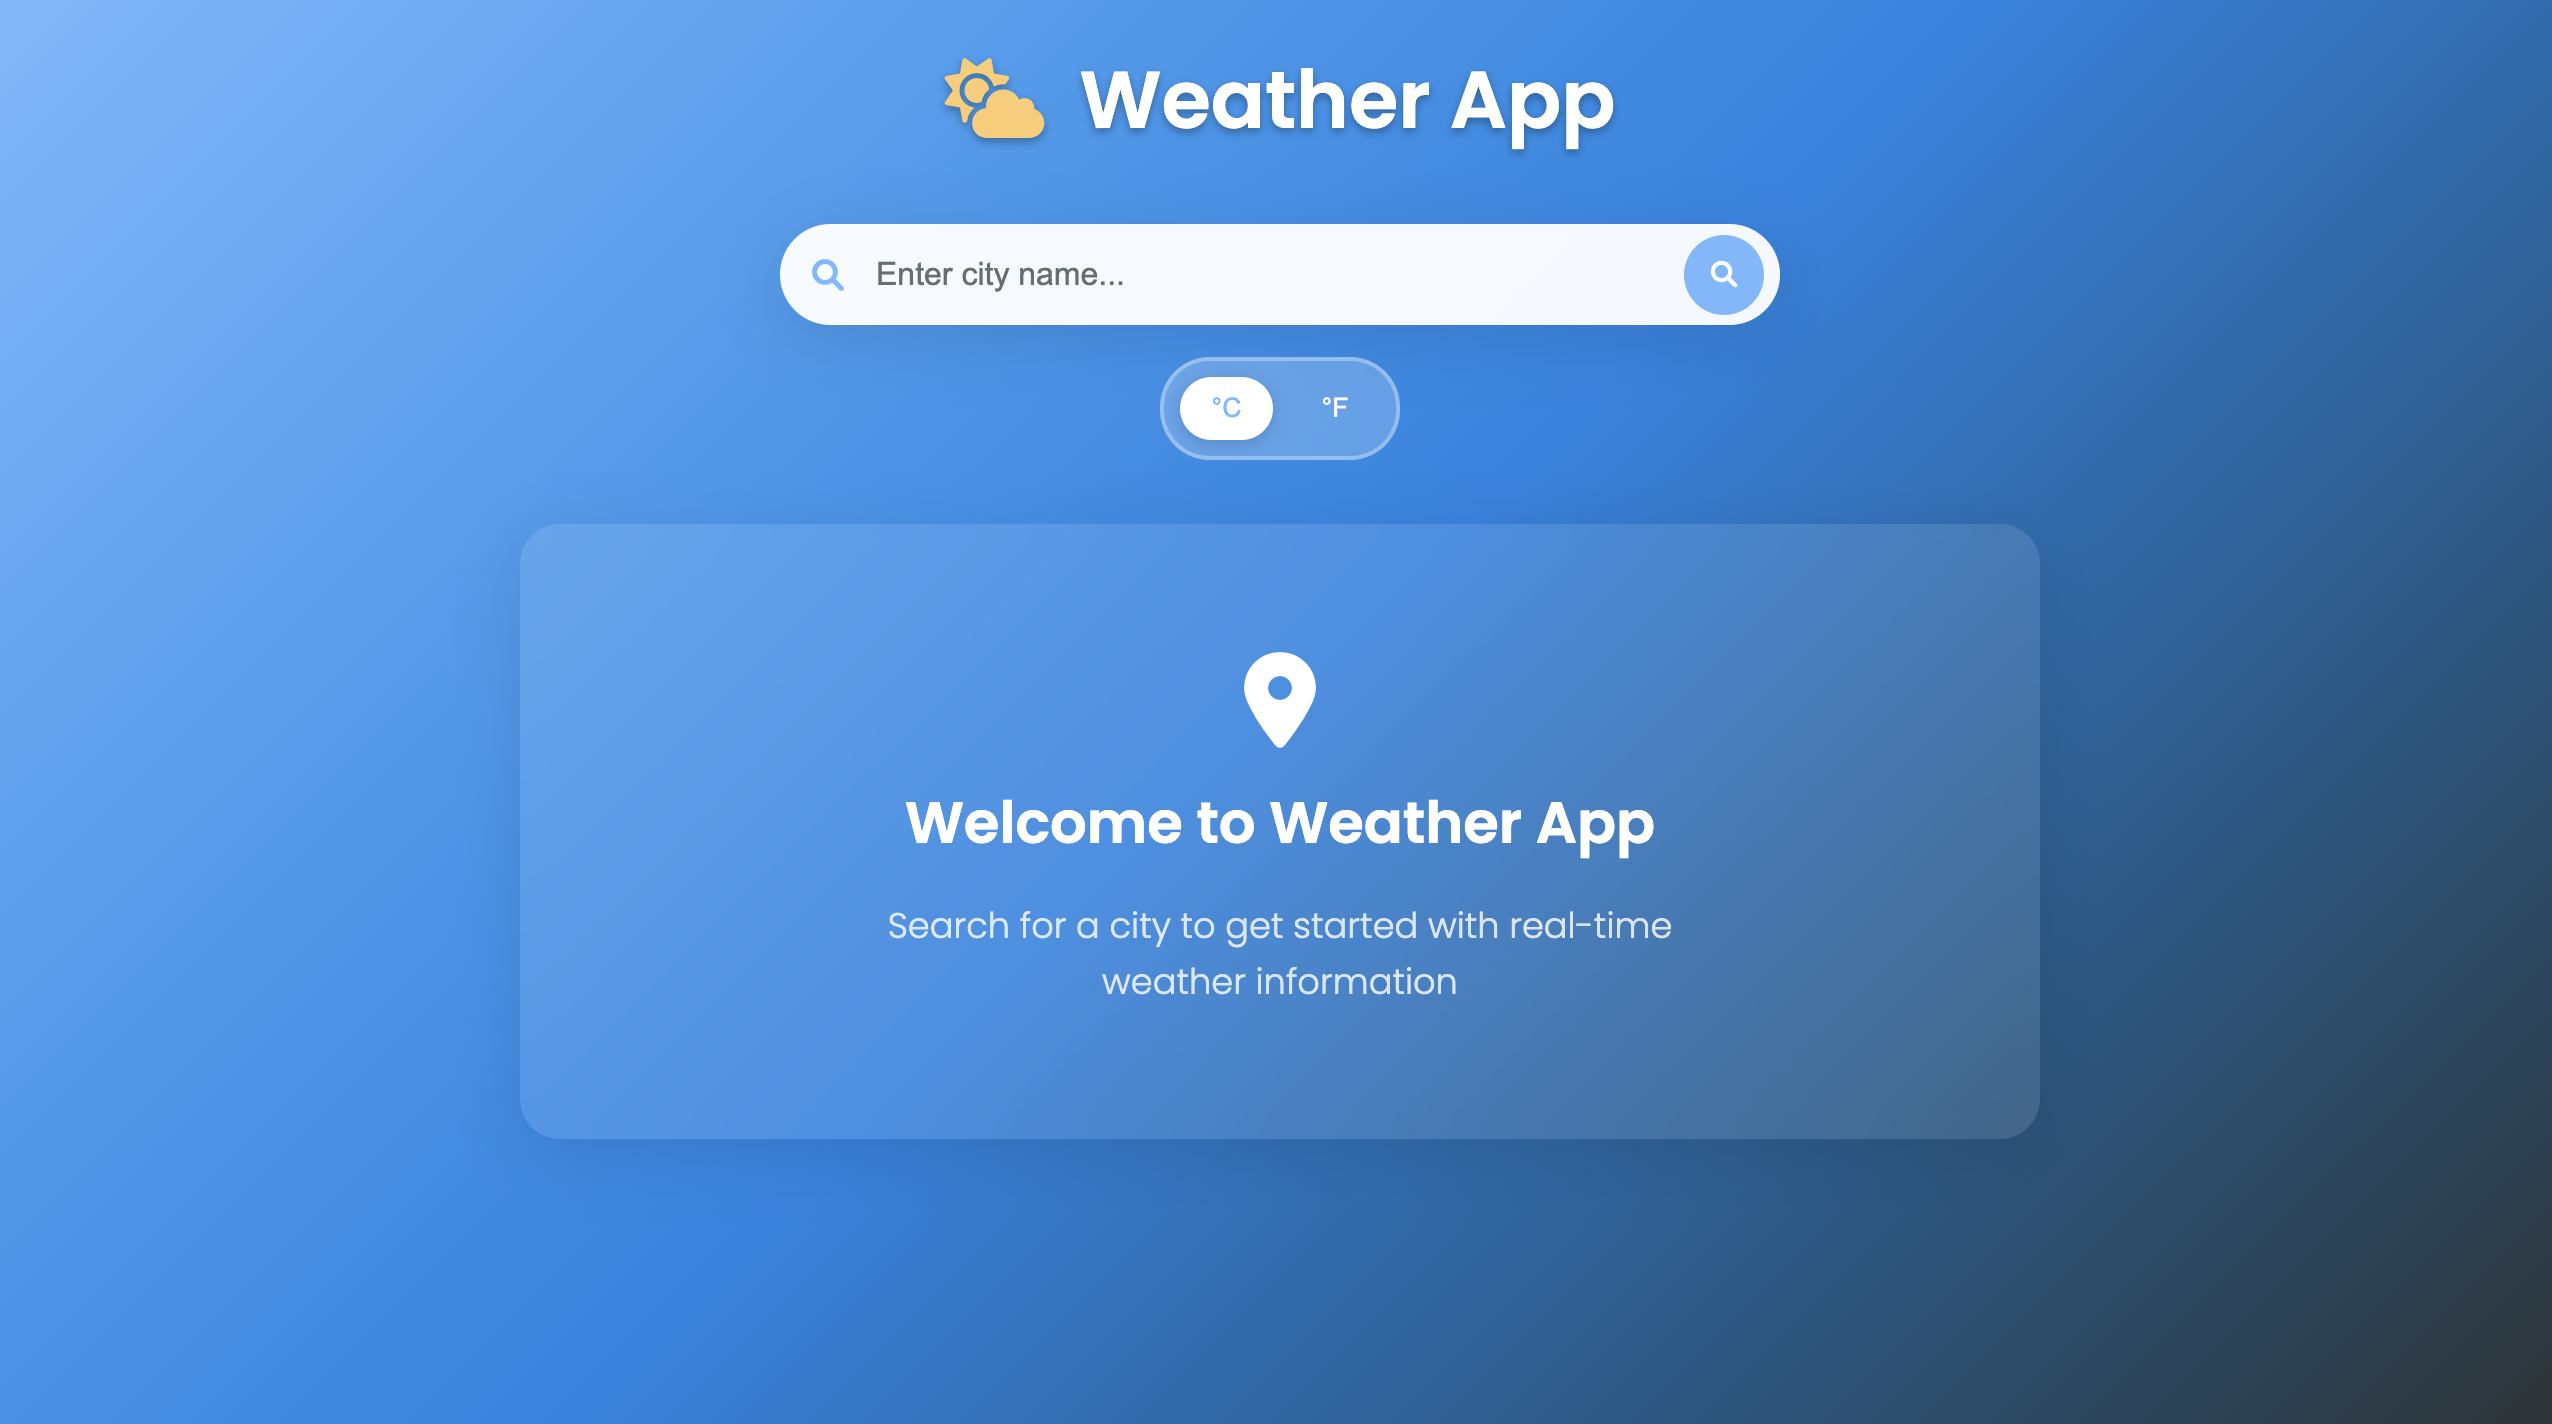 Weather App
Enter city name...
°C °F
Welcome to Weather App
Search for a city to get started with real-time
weather information